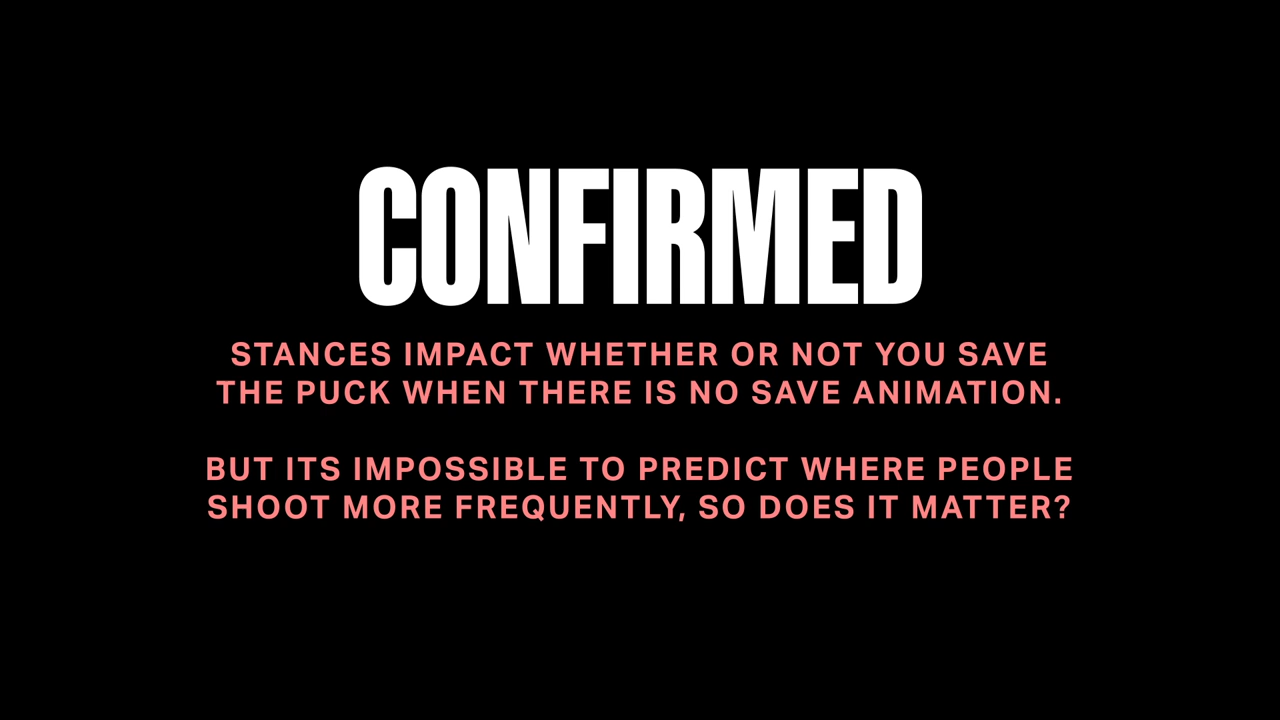 CONFIRMED
STANCES IMPACT WHETHER OR NOT YOU SAVE
THE PUCK WHEN THERE IS NO SAVE ANIMATION.
BUT ITS IMPOSSIBLE TO PREDICT WHERE PEOPLE
SHOOT MORE FREQUENTLY, SO DOES IT MATTER?